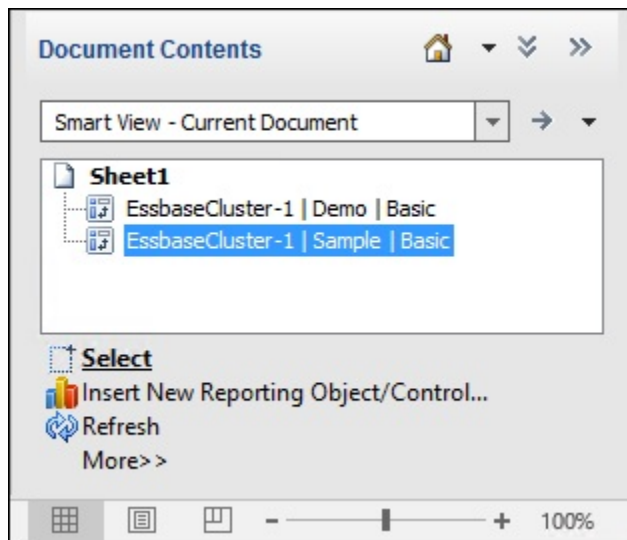 Document Contents
Smart View - Current Document
Sheet1
EssbaseCluster-1 | Demo | Basic
EssbaseCluster-1 | Sample | Basic
Select
Insert New Reporting Object/Control...
Refresh
More>>
100%